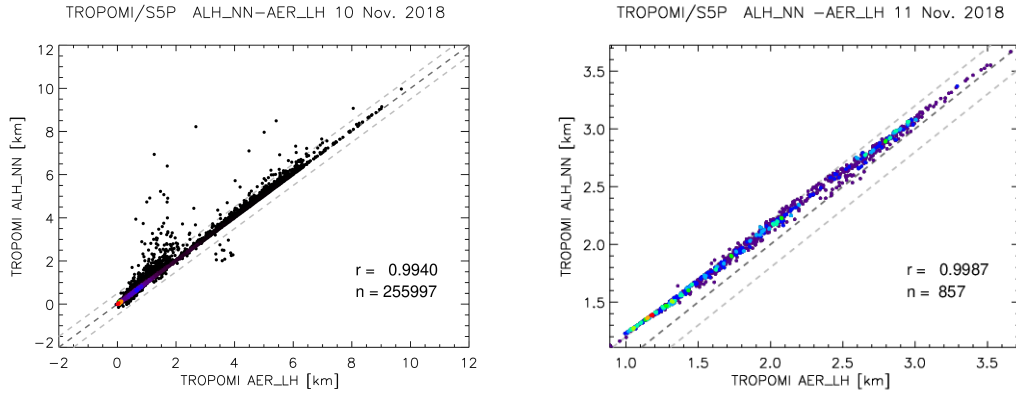 TROPOMI/S5P ALH_NN-AER_LH 10 Nov. 2018
TROPOMI ALH_NN [km]
12
10
8
6
4
2
0
-2
r = 0.9940
n = 255997
-2 0 2 4 6 8 10 12
TROPOMI AER_LH [km]
TROPOMI/S5P ALH_NN -AER_LH 11 Nov. 2018
TROPOMI ALH_NN [km]
3.5
3.0
2.5
2.0
1.5
r = 0.9987
n = 857
1.0 1.5 2.0 2.5 3.0 3.5
TROPOMI AER_LH [km]